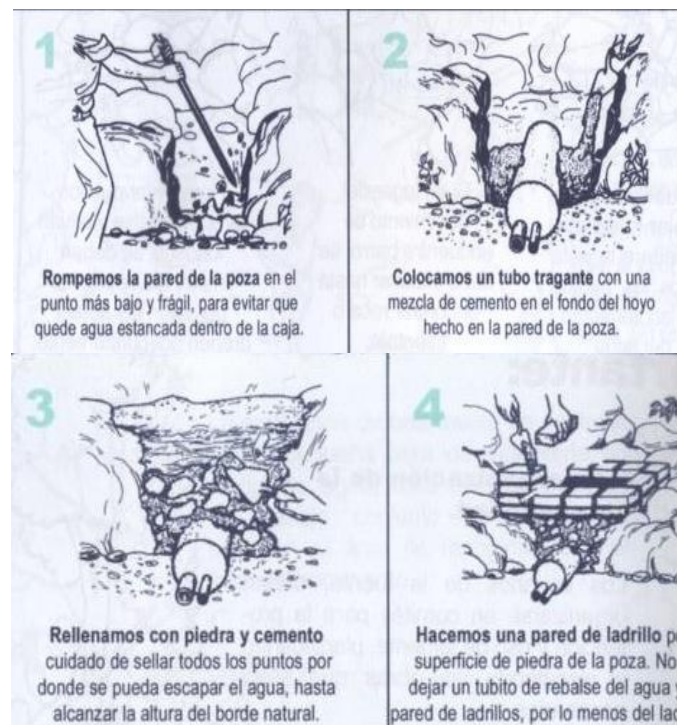 1
Rompemos la pared de la poza en el
punto más bajo y frágil, para evitar que
quede agua estancada dentro de la caja.
2
Colocamos un tubo tragante con una
mezcla de cemento en el fondo del hoyo
hecho en la pared de la poza.
3
Rellenamos con piedra y cemento
cuidado de sellar todos los puntos por
donde se pueda escapar el agua, hasta
alcanzar la altura del borde natural.
4
Hacemos una pared de ladrillo
superficie de piedra de la poza. No
dejar un tubito de rebalse del agua
pared de ladrillos, por lo menos del